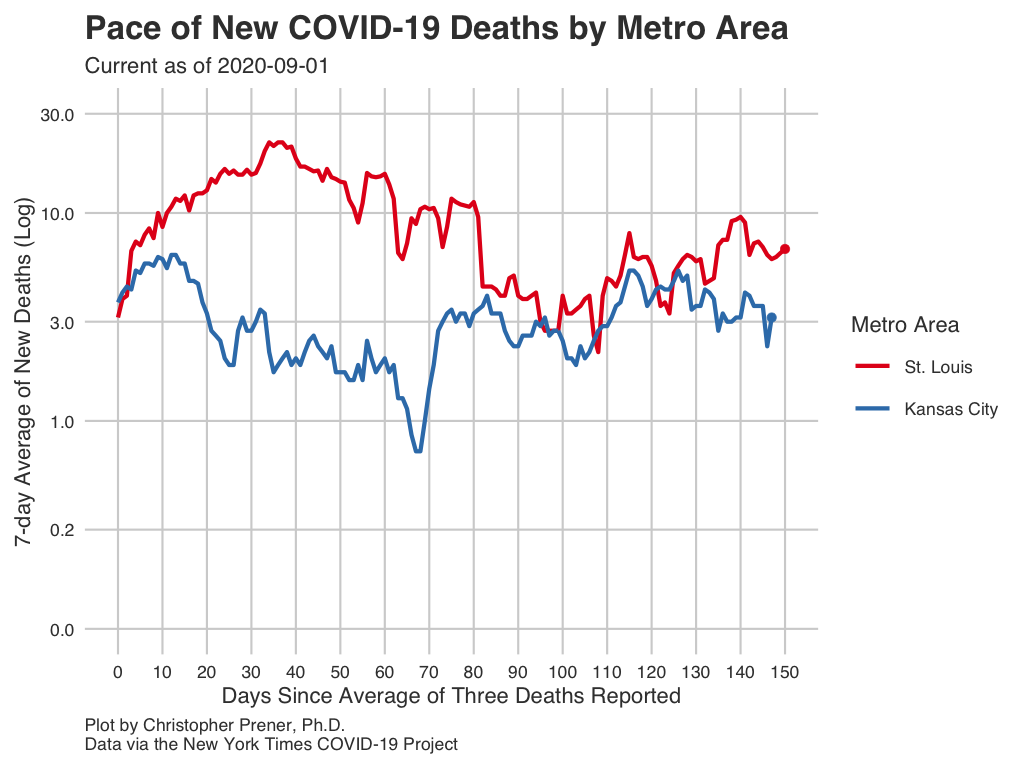 Pace of New COVID-19 Deaths by Metro Area
Current as of 2020-09-01
7-day Average of New Deaths (Log)
30.0
10.0
3.0
1.0
0.2
0.0
0 10 20 30 40 50 60 70 80 90 100 110 120 130 140 150
Days Since Average of Three Deaths Reported
Metro Area
St. Louis
Kansas City
Plot by Christopher Prener, Ph.D.
Data via the New York Times COVID-19 Project